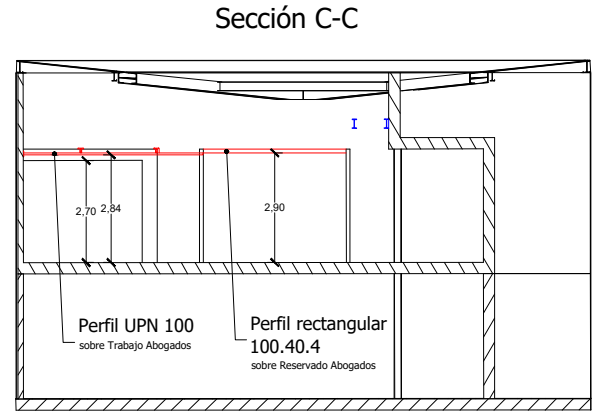 Sección C-C
2,70
2,84
2,90
Perfil UPN 100
sobre Trabajo Abogados
Perfil rectangular
100.40.4
sobre Reservado Abogados